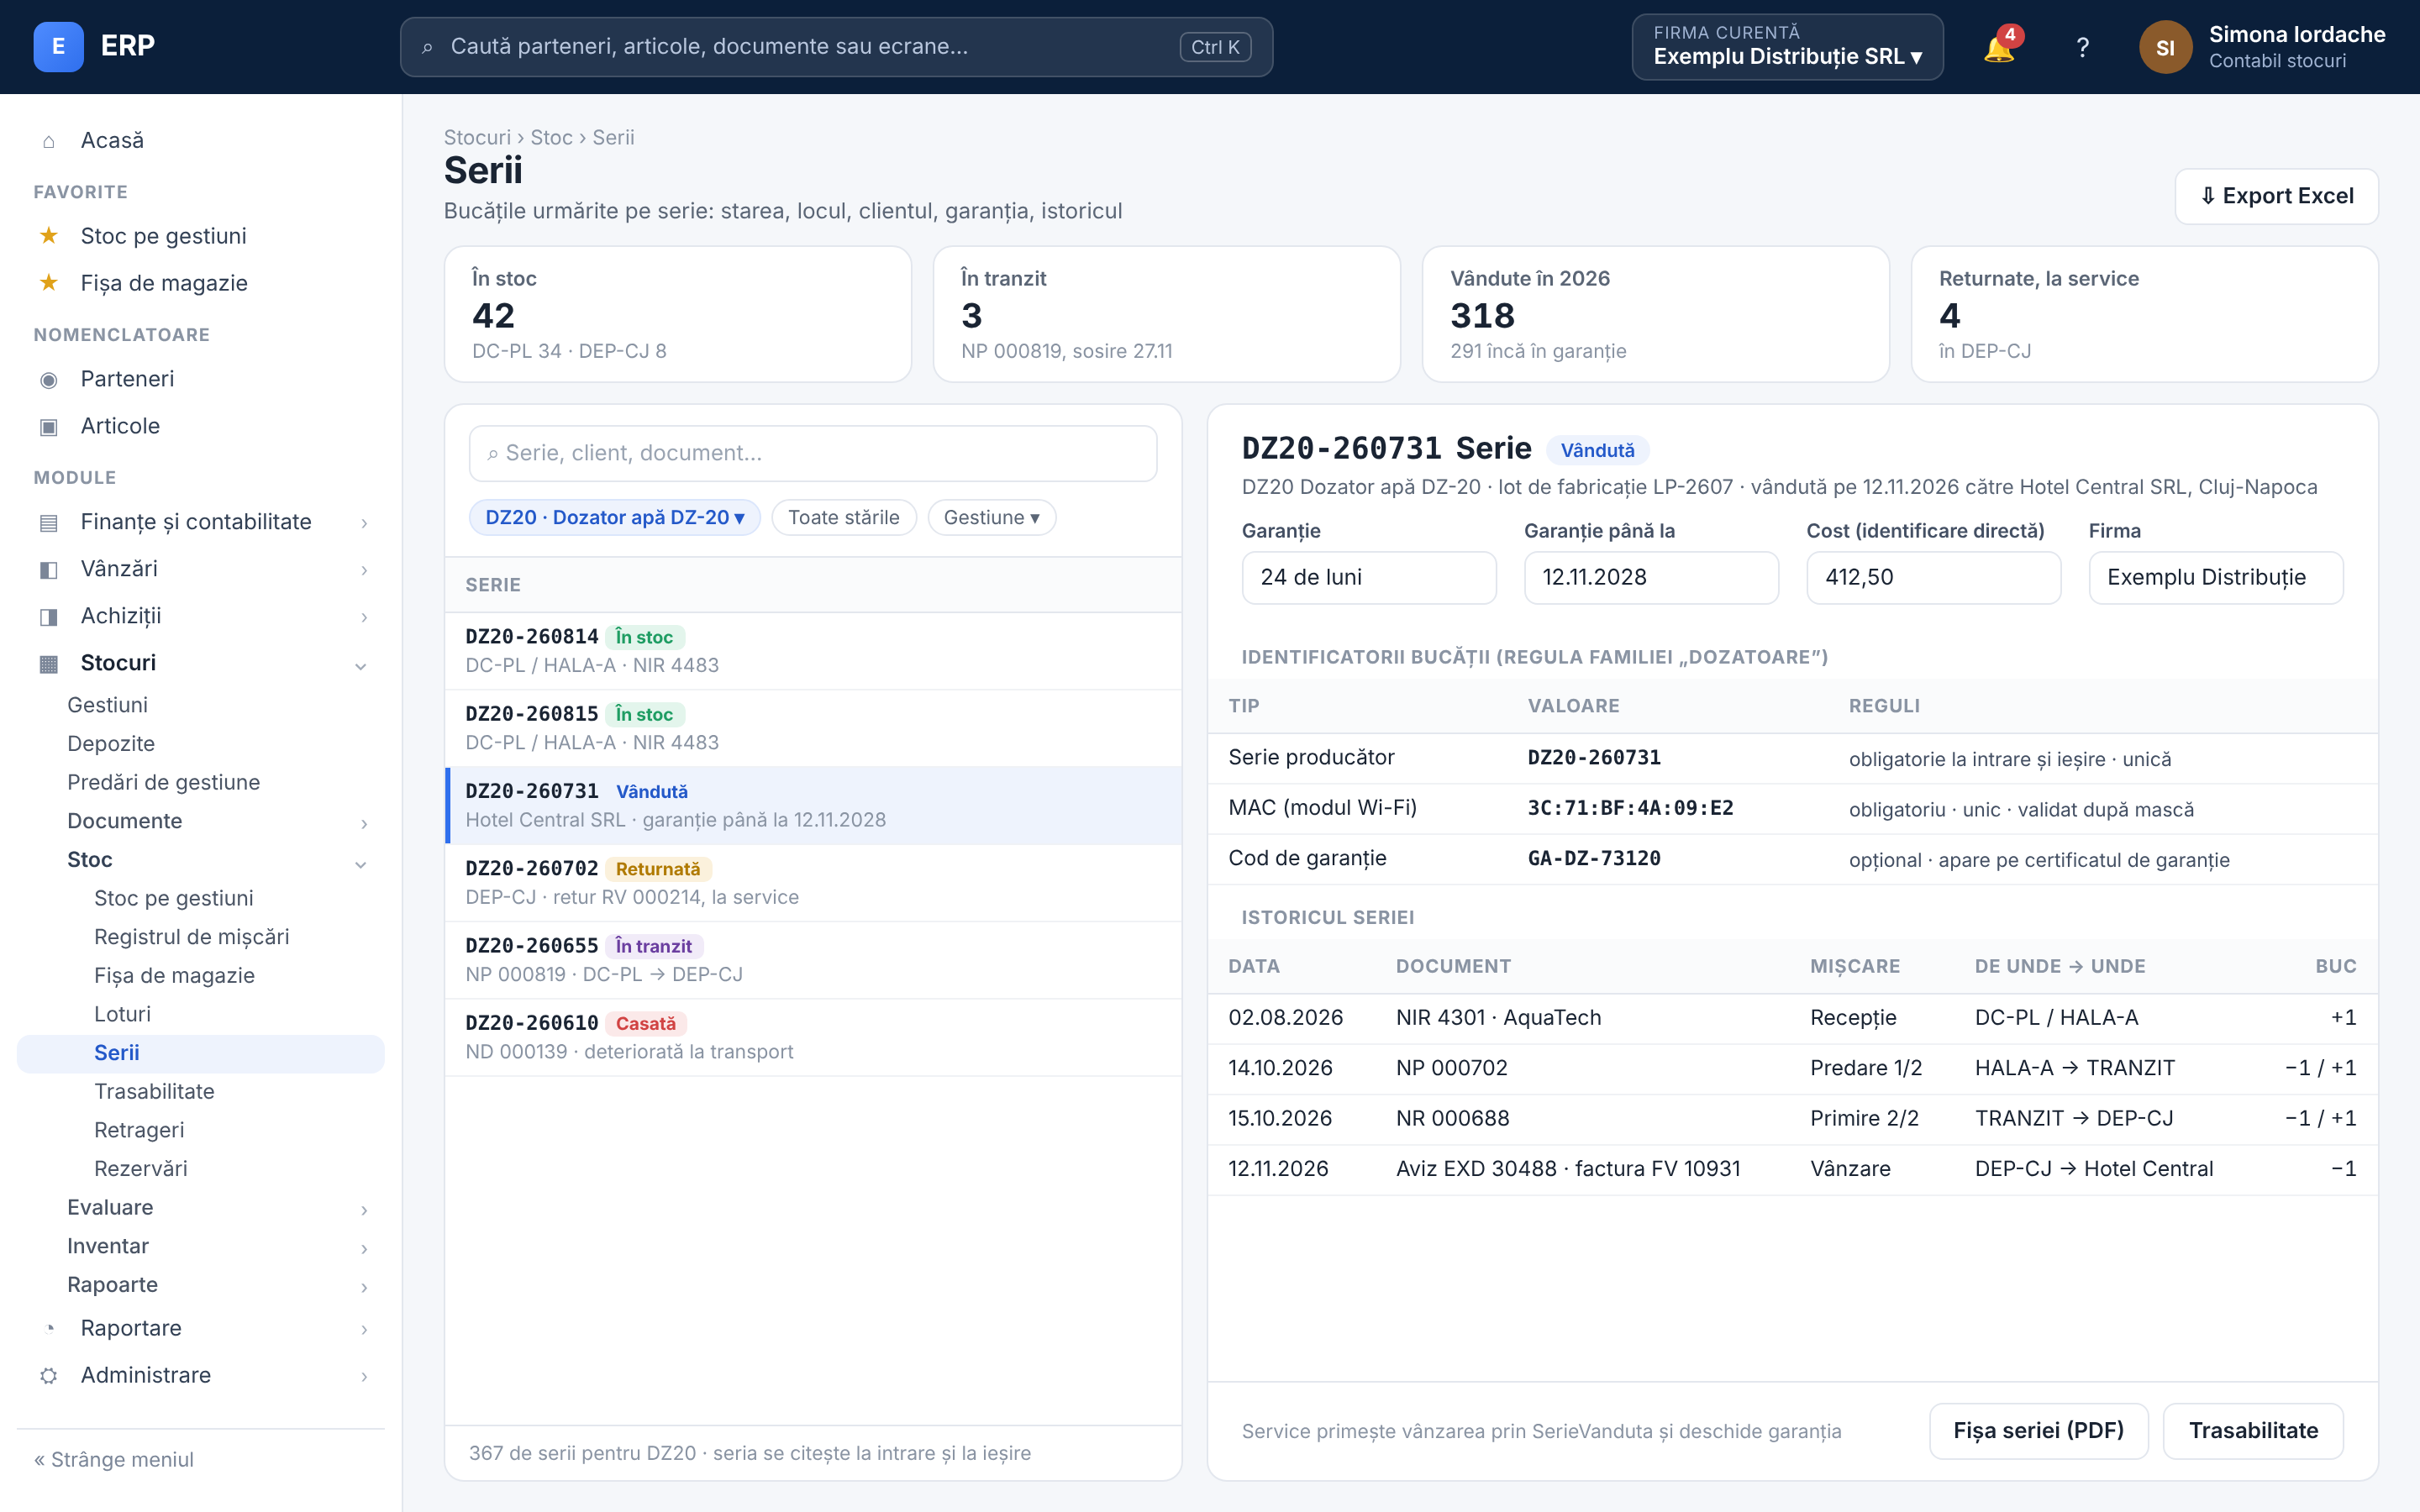 E ERP
Caută parteneri, articole, documente sau ecrane... Ctrl K
FIRMA CURENTĂ
Exemplu Distribuție SRL ▾
4
?
SI
Simona Iordache
Contabil stocuri
Acasă
FAVORITE
★ Stoc pe gestiuni
★ Fișa de magazie
NOMENCLATOARE
Parteneri
Articole
MODULE
Finanțe și contabilitate ›
Vânzări ›
Achiziții ›
Stocuri
Gestiuni
Depozite
Predări de gestiune
Documente ›
Stoc
Stoc pe gestiuni
Registrul de mișcări
Fișa de magazie
Loturi
Serii
Trasabilitate
Retrageri
Rezervări
Evaluare ›
Inventar ›
Rapoarte ›
Raportare ›
Administrare ›
« Strânge meniul
Stocuri › Stoc › Serii
Serii
Bucățile urmărite pe serie: starea, locul, clientul, garanția, istoricul
⇩ Export Excel
În stoc
42
DC-PL 34 · DEP-CJ 8
În tranzit
3
NP 000819, sosire 27.11
Vândute în 2026
318
291 încă în garanție
Returnate, la service
4
în DEP-CJ
Serie, client, document...
DZ20 · Dozator apă DZ-20 ▾ Toate stările Gestiune ▾
SERIE
DZ20-260814 În stoc
DC-PL / HALA-A · NIR 4483
DZ20-260815 În stoc
DC-PL / HALA-A · NIR 4483
DZ20-260731 Vândută
Hotel Central SRL · garanție până la 12.11.2028
DZ20-260702 Returnată
DEP-CJ · retur RV 000214, la service
DZ20-260655 În tranzit
NP 000819 · DC-PL → DEP-CJ
DZ20-260610 Casată
ND 000139 · deteriorată la transport
367 de serii pentru DZ20 · seria se citește la intrare și la ieșire
DZ20-260731 Serie Vândută
DZ20 Dozator apă DZ-20 · lot de fabricație LP-2607 · vândută pe 12.11.2026 către Hotel Central SRL, Cluj-Napoca
Garanție Garanție până la Cost (identificare directă) Firma
24 de luni 12.11.2028 412,50 Exemplu Distribuție
IDENTIFICATORII BUCĂȚII (REGULA FAMILIEI „DOZATOARE”)
TIP VALOARE REGULI
Serie producător DZ20-260731 obligatorie la intrare și ieșire · unică
MAC (modul Wi-Fi) 3C:71:BF:4A:09:E2 obligatoriu · unic · validat după mască
Cod de garanție GA-DZ-73120 opțional · apare pe certificatul de garanție
ISTORICUL SERIEI
DATA DOCUMENT MIȘCARE DE UNDE → UNDE BUC
02.08.2026 NIR 4301 · AquaTech Recepție DC-PL / HALA-A +1
14.10.2026 NP 000702 Predare 1/2 HALA-A → TRANZIT −1 / +1
15.10.2026 NR 000688 Primire 2/2 TRANZIT → DEP-CJ −1 / +1
12.11.2026 Aviz EXD 30488 · factura FV 10931 Vânzare DEP-CJ → Hotel Central −1
Service primește vânzarea prin SerieVanduta și deschide garanția
Fișa seriei (PDF) Trasabilitate